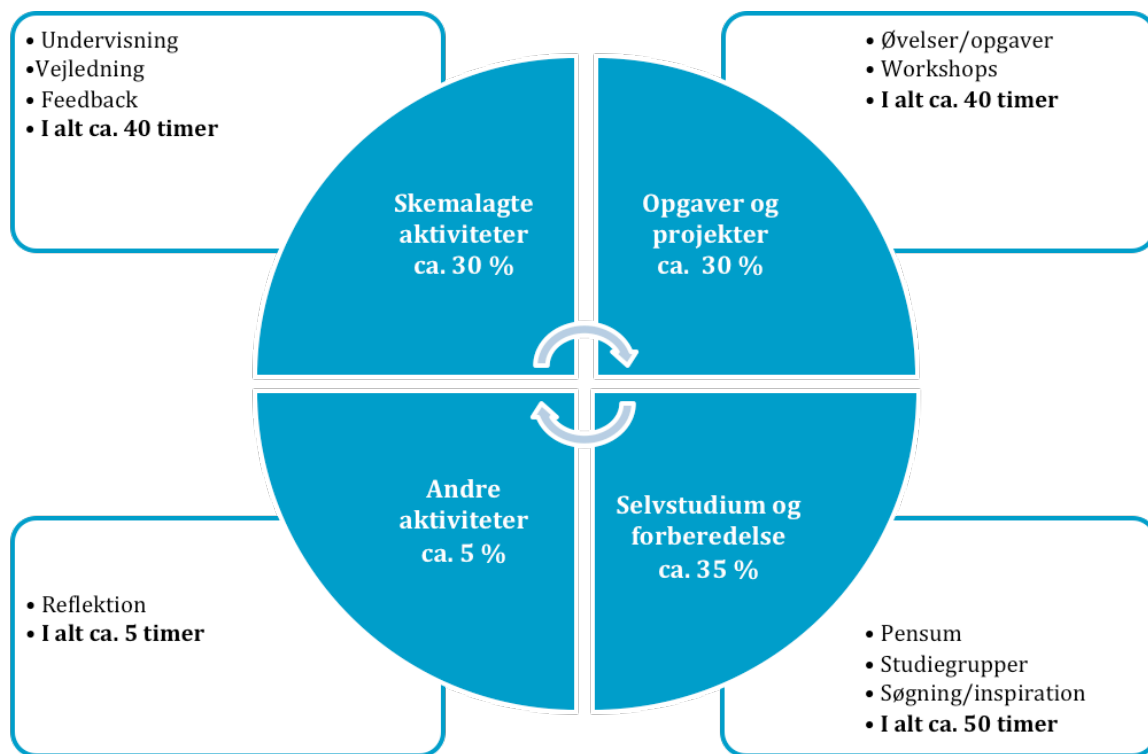 • Undervisning
•Vejledning
• Feedback
• I alt ca. 40 timer
• Øvelser/opgaver
• Workshops
• I alt ca. 40 timer
Skemalagte
aktiviteter
ca. 30 %
Opgaver og
projekter
ca. 30 %
Andre
aktiviteter
ca. 5 %
Selvstudium og
forberedelse
ca. 35 %
• Reflektion
• I alt ca. 5 timer
• Pensum
• Studiegrupper
• Søgning/inspiration
• I alt ca. 50 timer